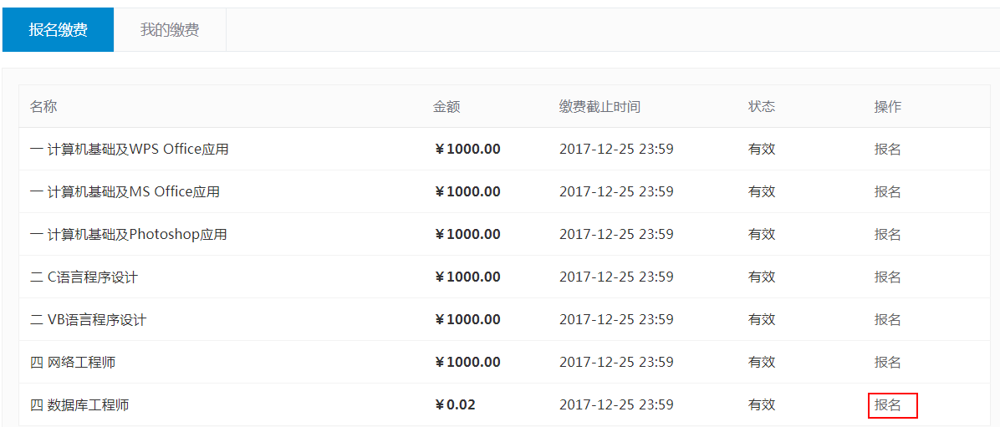 报名缴费 我的缴费
名称 金额 缴费截止时间 状态 操作
一 计算机基础及WPS Office应用 ￥1000.00 2017-12-25 23:59 有效 报名
一 计算机基础及MS Office应用 ￥1000.00 2017-12-25 23:59 有效 报名
一 计算机基础及Photoshop应用 ￥1000.00 2017-12-25 23:59 有效 报名
二 C语言程序设计 ￥1000.00 2017-12-25 23:59 有效 报名
二 VB语言程序设计 ￥1000.00 2017-12-25 23:59 有效 报名
四 网络工程师 ￥1000.00 2017-12-25 23:59 有效 报名
四 数据库工程师 ￥0.02 2017-12-25 23:59 有效 报名